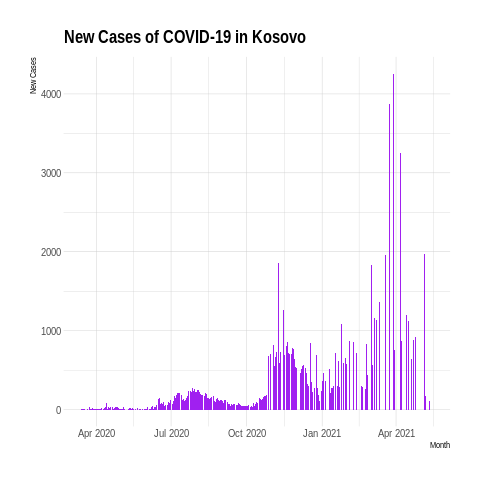 New Cases of COVID-19 in Kosovo
New Cases
4000
3000
2000
1000
0
Apr 2020 Jul 2020 Oct 2020 Jan 2021 Apr 2021
Month